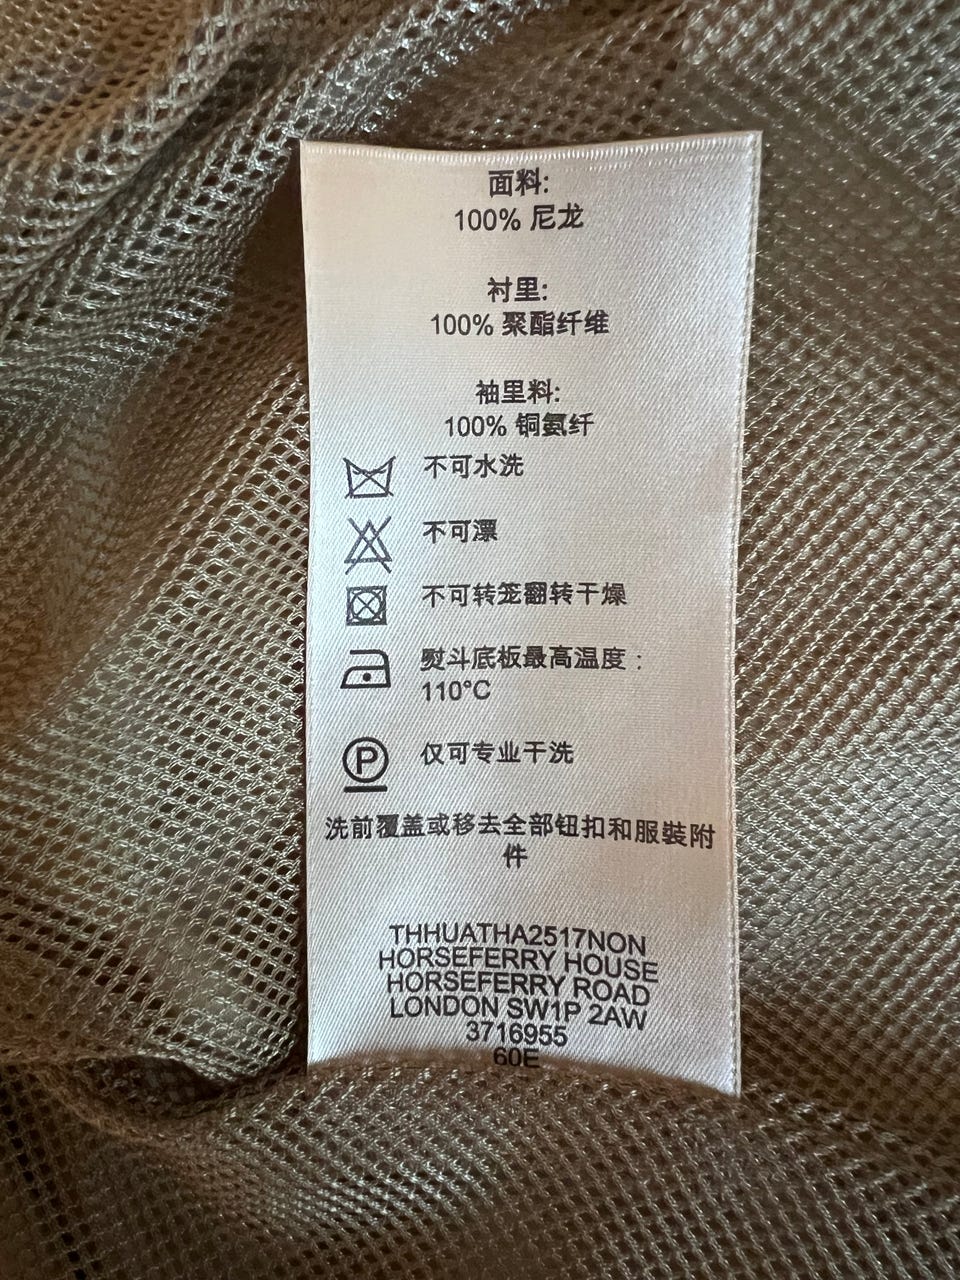 面料:
100% 尼龙
衬里:
100% 聚酯纤维
袖里料:
100% 铜氨纤
不可水洗
不可漂
不可转笼翻转干燥
熨斗底板最高温度：
110°C
P 仅可专业干洗
洗前覆盖或移去全部钮扣和服裝附
件
THHUATHA2517NON
HORSEFERRY HOUSE
HORSEFERRY ROAD
LONDON SW1P 2AW
3716955
60E